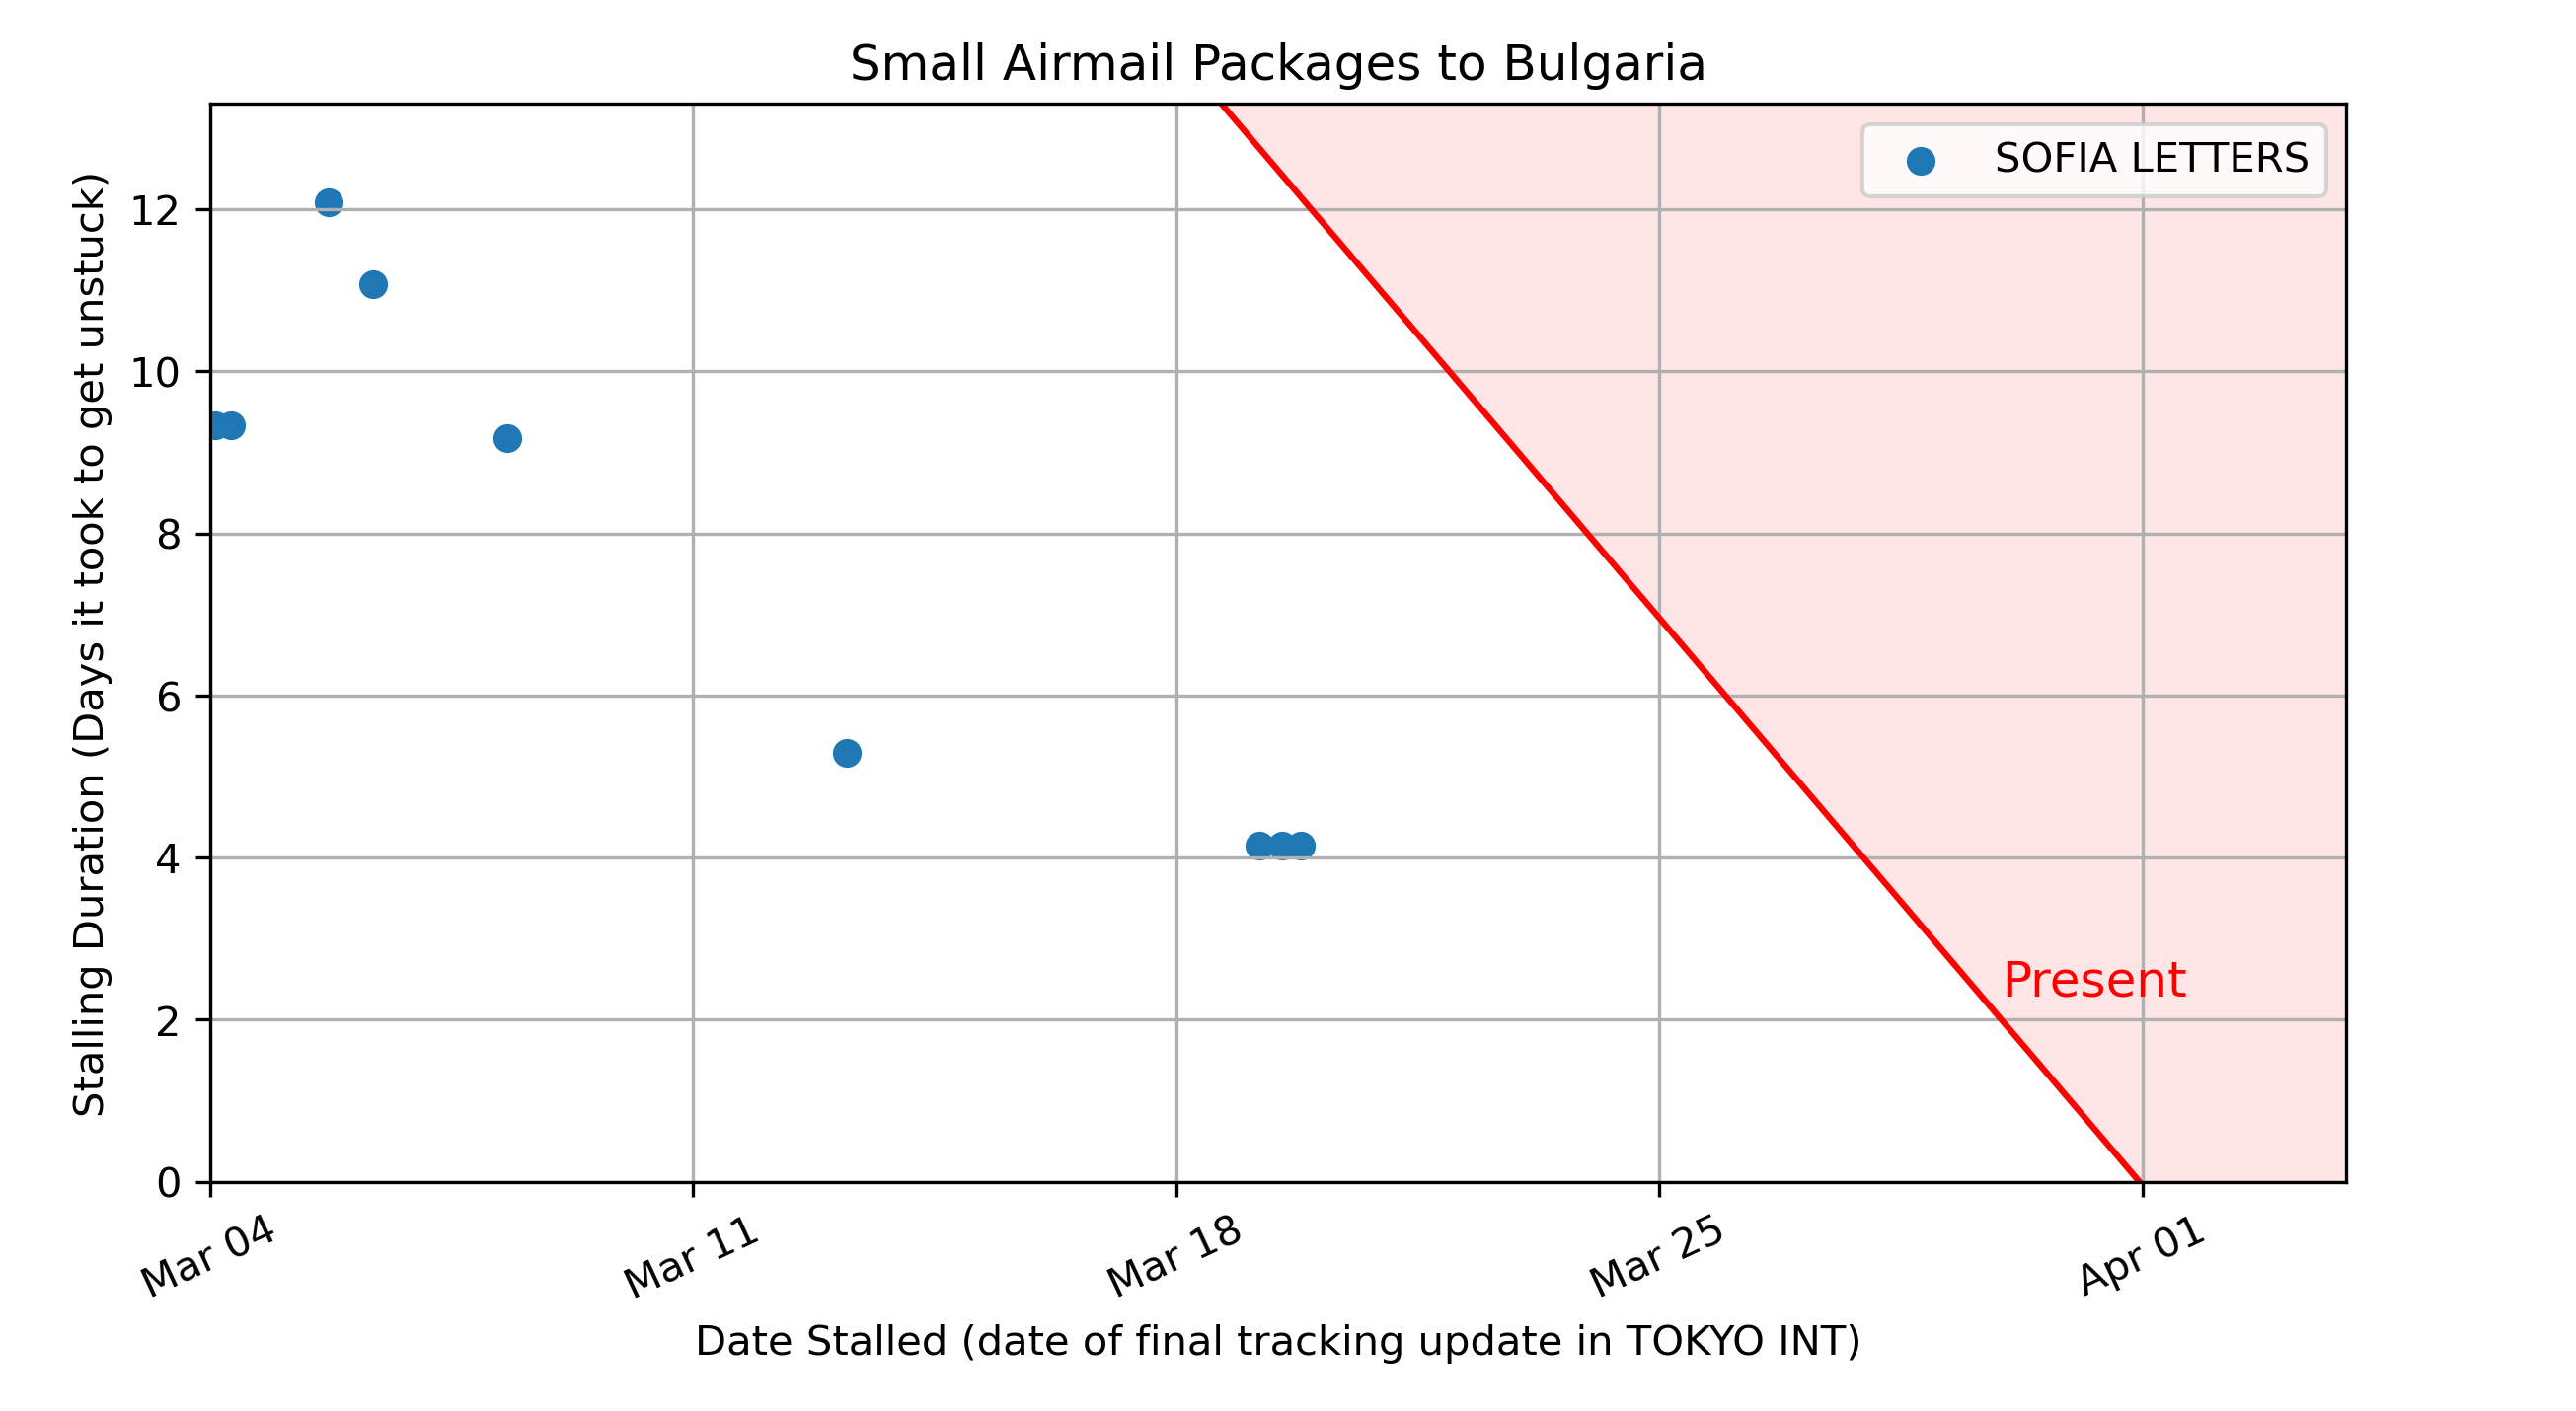 Small Airmail Packages to Bulgaria
SOFIA LETTERS
Stalling Duration (Days it took to get unstuck)
12
10
8
6
4
2
0
Present
Mar 04
Mar 11
Mar 18
Mar 25
Apr 01
Date Stalled (date of final tracking update in TOKYO INT)